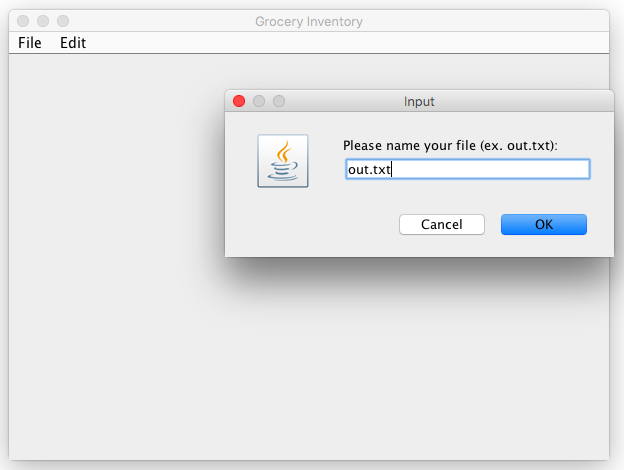 Grocery Inventory
File Edit
Input
Please name your file (ex. out.txt):
out.txt
Cancel OK